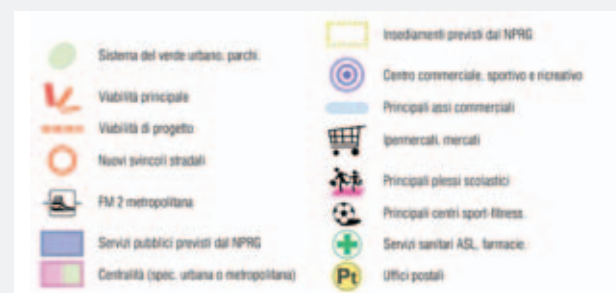 Sistema del verde urbano, parchi.
Viabilità principale
Viabilità di progetto
Nuovi svincoli stradali
FM 2 metropolitana
Servizi pubblici previsti dal NPRG
Centralità (spec. urbana o metropolitana)
Insediamenti previsti dal NPRG
Centro commerciale, sportivo e ricreativo
Principali assi commerciali
Ipermercati, mercati
Principali plessi scolastici
Principali centri sport-fitness
Servizi sanitari ASL, farmacie.
Pt Uffici postali